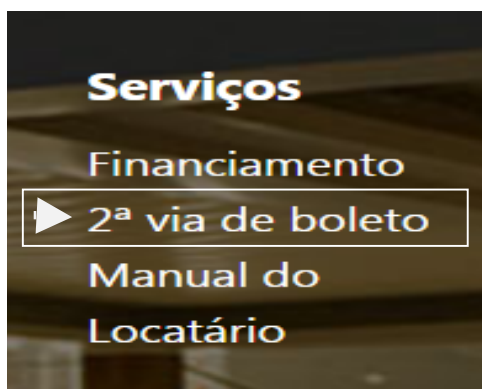 Serviços
Financiamento
2ª via de boleto
Manual do
Locatário